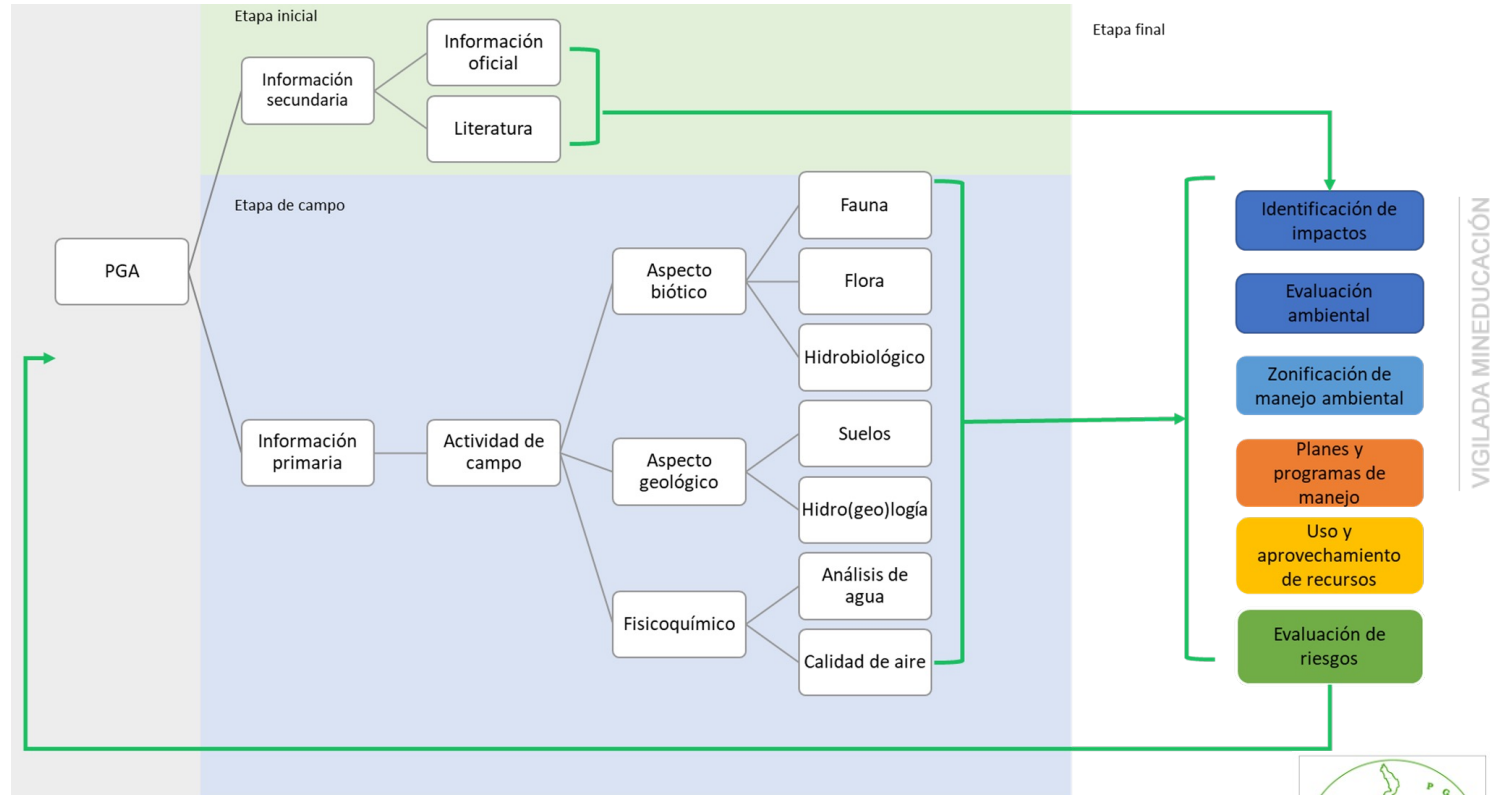 Etapa inicial
Información
oficial
Información
secundaria
Literatura
Etapa final
Etapa de campo
PGA
Información
primaria
Actividad de
campo
Aspecto
biótico
Aspecto
geológico
Fisicoquímico
Fauna
Flora
Hidrobiológico
Suelos
Hidro(geo)logía
Análisis de
agua
Calidad de aire
Identificación de
impactos
Evaluación
ambiental
Zonificación de
manejo ambiental
Planes y
programas de
manejo
Uso y
aprovechamiento
de recursos
Evaluación de
riesgos
VIGILADA MINEDUCACIÓN
P G